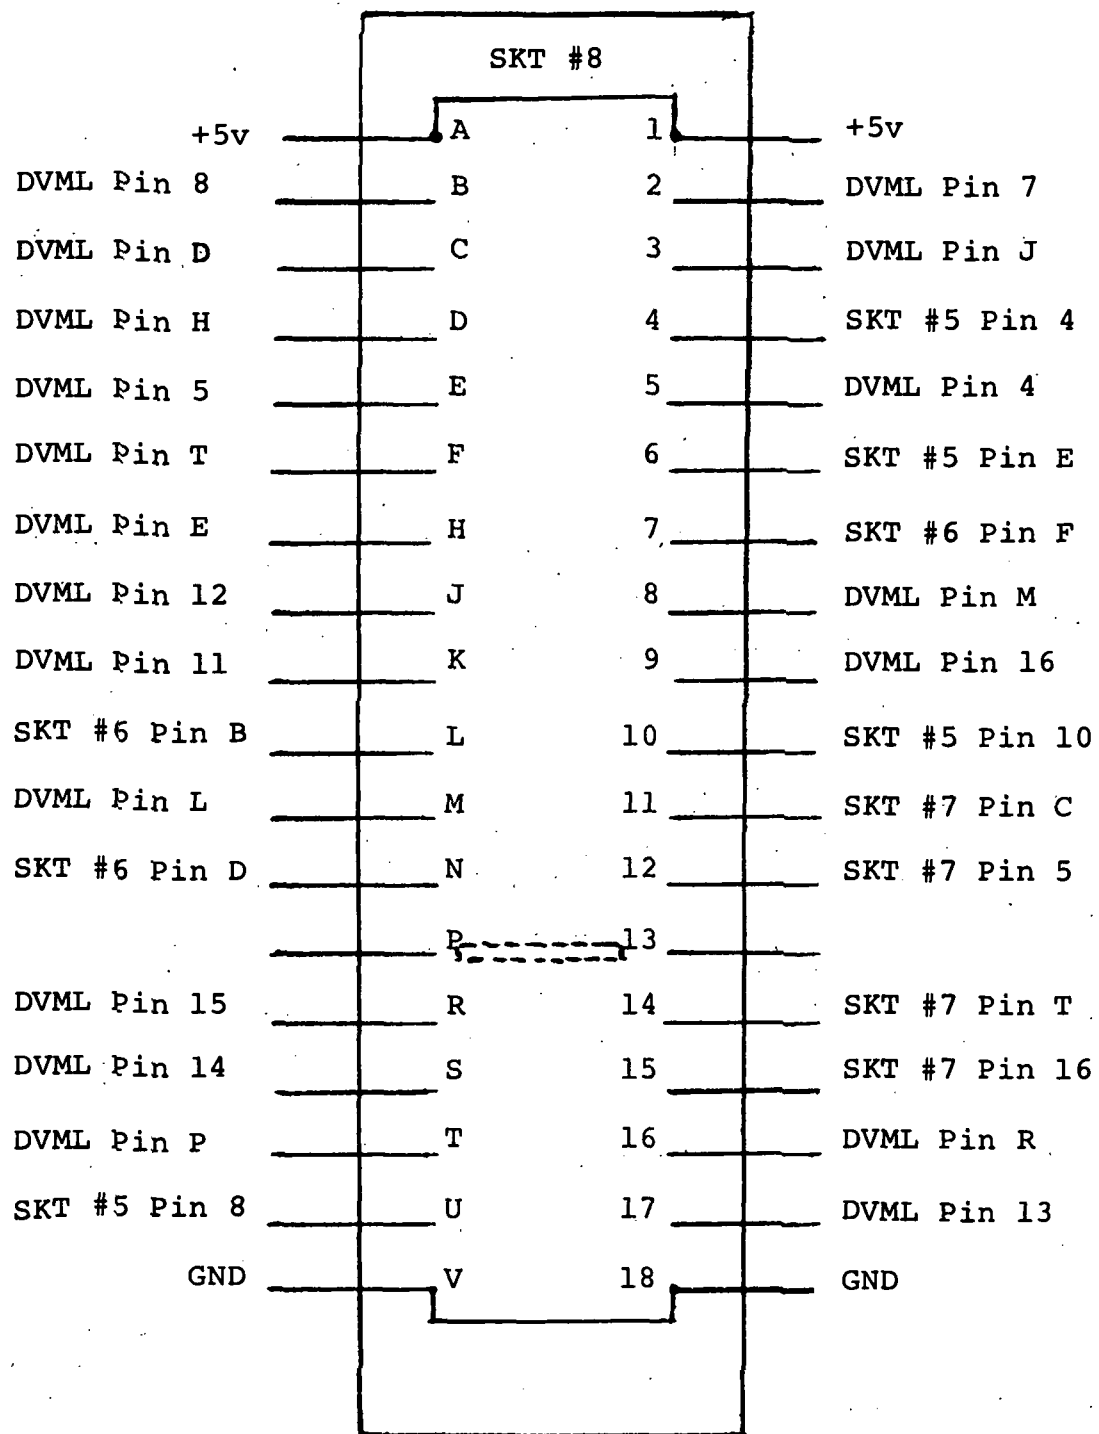 SKT #8
+5v A 1 +5v
DVML Pin 8 B 2 DVML Pin 7
DVML Pin D C 3 DVML Pin J
DVML Pin H D 4 SKT #5 Pin 4
DVML Pin 5 E 5 DVML Pin 4
DVML Pin T F 6 SKT #5 Pin E
DVML Pin E H 7 SKT #6 Pin F
DVML Pin 12 J 8 DVML Pin M
DVML Pin 11 K 9 DVML Pin 16
SKT #6 Pin B L 10 SKT #5 Pin 10
DVML Pin L M 11 SKT #7 Pin C
SKT #6 Pin D N 12 SKT #7 Pin 5
P 13
DVML Pin 15 R 14 SKT #7 Pin T
DVML Pin 14 S 15 SKT #7 Pin 16
DVML Pin P T 16 DVML Pin R
SKT #5 Pin 8 U 17 DVML Pin 13
GND V 18 GND